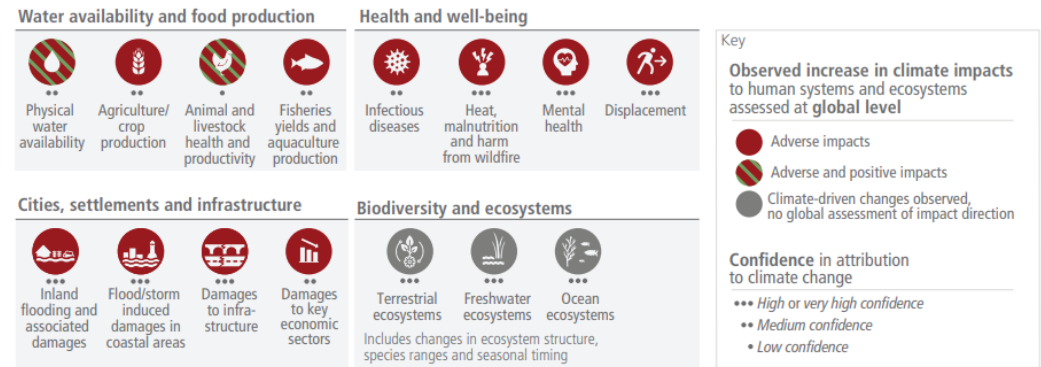 Water availability and food production
Physical
water
availability
Agriculture/
crop
production
Animal and
livestock
health and
productivity
Fisheries
yields and
aquaculture
production
Health and well-being
Infectious
diseases
Heat,
malnutrition
and harm
from wildfire
Mental
health
Displacement
Cities, settlements and infrastructure
Inland
flooding and
associated
damages
Flood/storm
induced
damages in
coastal areas
Damages
to infra-
structure
Damages
to key
economic
sectors
Biodiversity and ecosystems
Terrestrial
ecosystems
Freshwater
ecosystems
Ocean
ecosystems
Includes changes in ecosystem structure,
species ranges and seasonal timing
Key
Observed increase in climate impacts
to human systems and ecosystems
assessed at global level
Adverse impacts
Adverse and positive impacts
Climate-driven changes observed,
no global assessment of impact direction
Confidence in attribution
to climate change
••• High or very high confidence
•• Medium confidence
• Low confidence